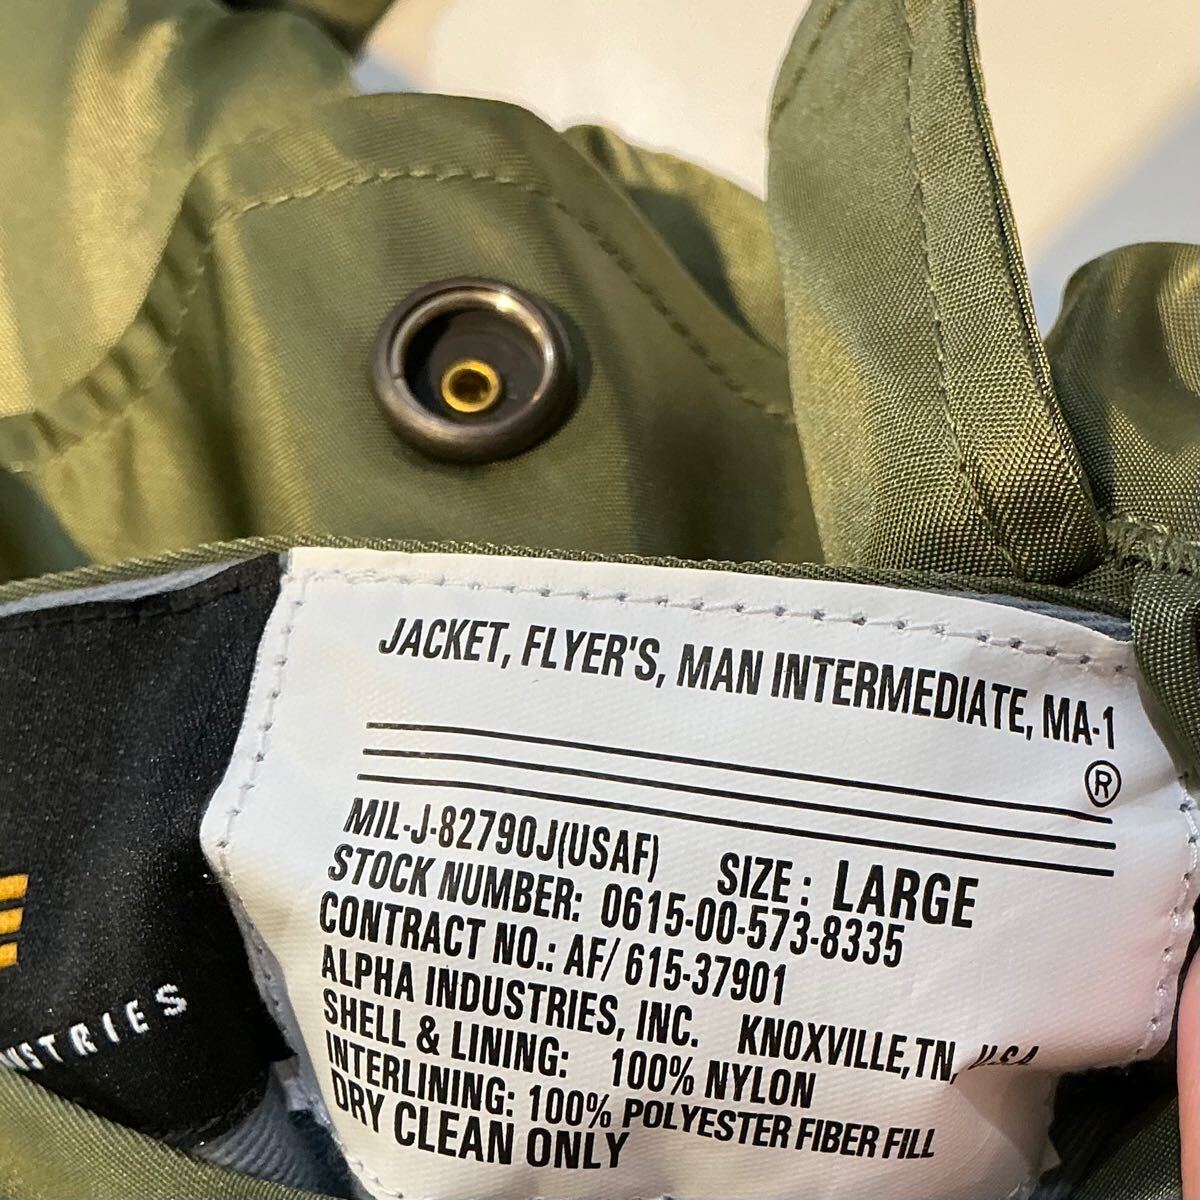 JACKET, FLYER'S, MAN INTERMEDIATE, MA-1
®
MIL-J-82790J(USAF) SIZE: LARGE
STOCK NUMBER: 0615-00-573-8335
CONTRACT NO.: AF/ 615-37901
ALPHA INDUSTRIES, INC. KNOXVILLE, TN, USA
SHELL & LINING: 100% NYLON
INTERLINING: 100% POLYESTER FIBER FILL
DRY CLEAN ONLY